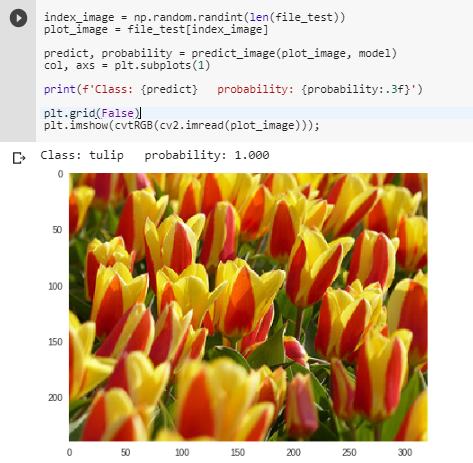 index_image = np.random.randint(len(file_test))
plot_image = file_test[index_image]
predict, probability = predict_image(plot_image, model)
col, axs = plt.subplots(1)
print(f'Class: {predict}   probability: {probability:.3f}')
plt.grid(False)
plt.imshow(cvtRGB(cv2.imread(plot_image)));
Class: tulip   probability: 1.000
0
50
100
150
200
0 50 100 150 200 250 300